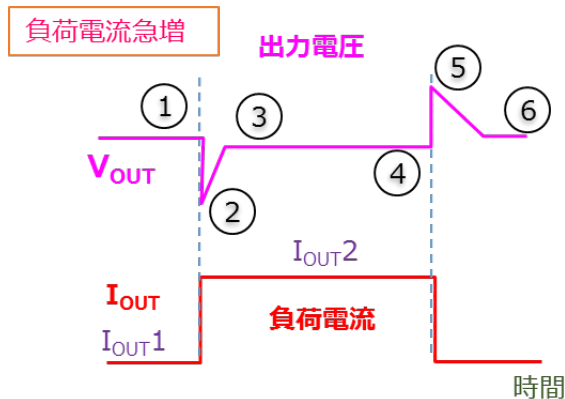 負荷電流急増
出力電圧
①
②
③
④
⑤
⑥
VOUT
IOUT2
IOUT
IOUT1
負荷電流
時間